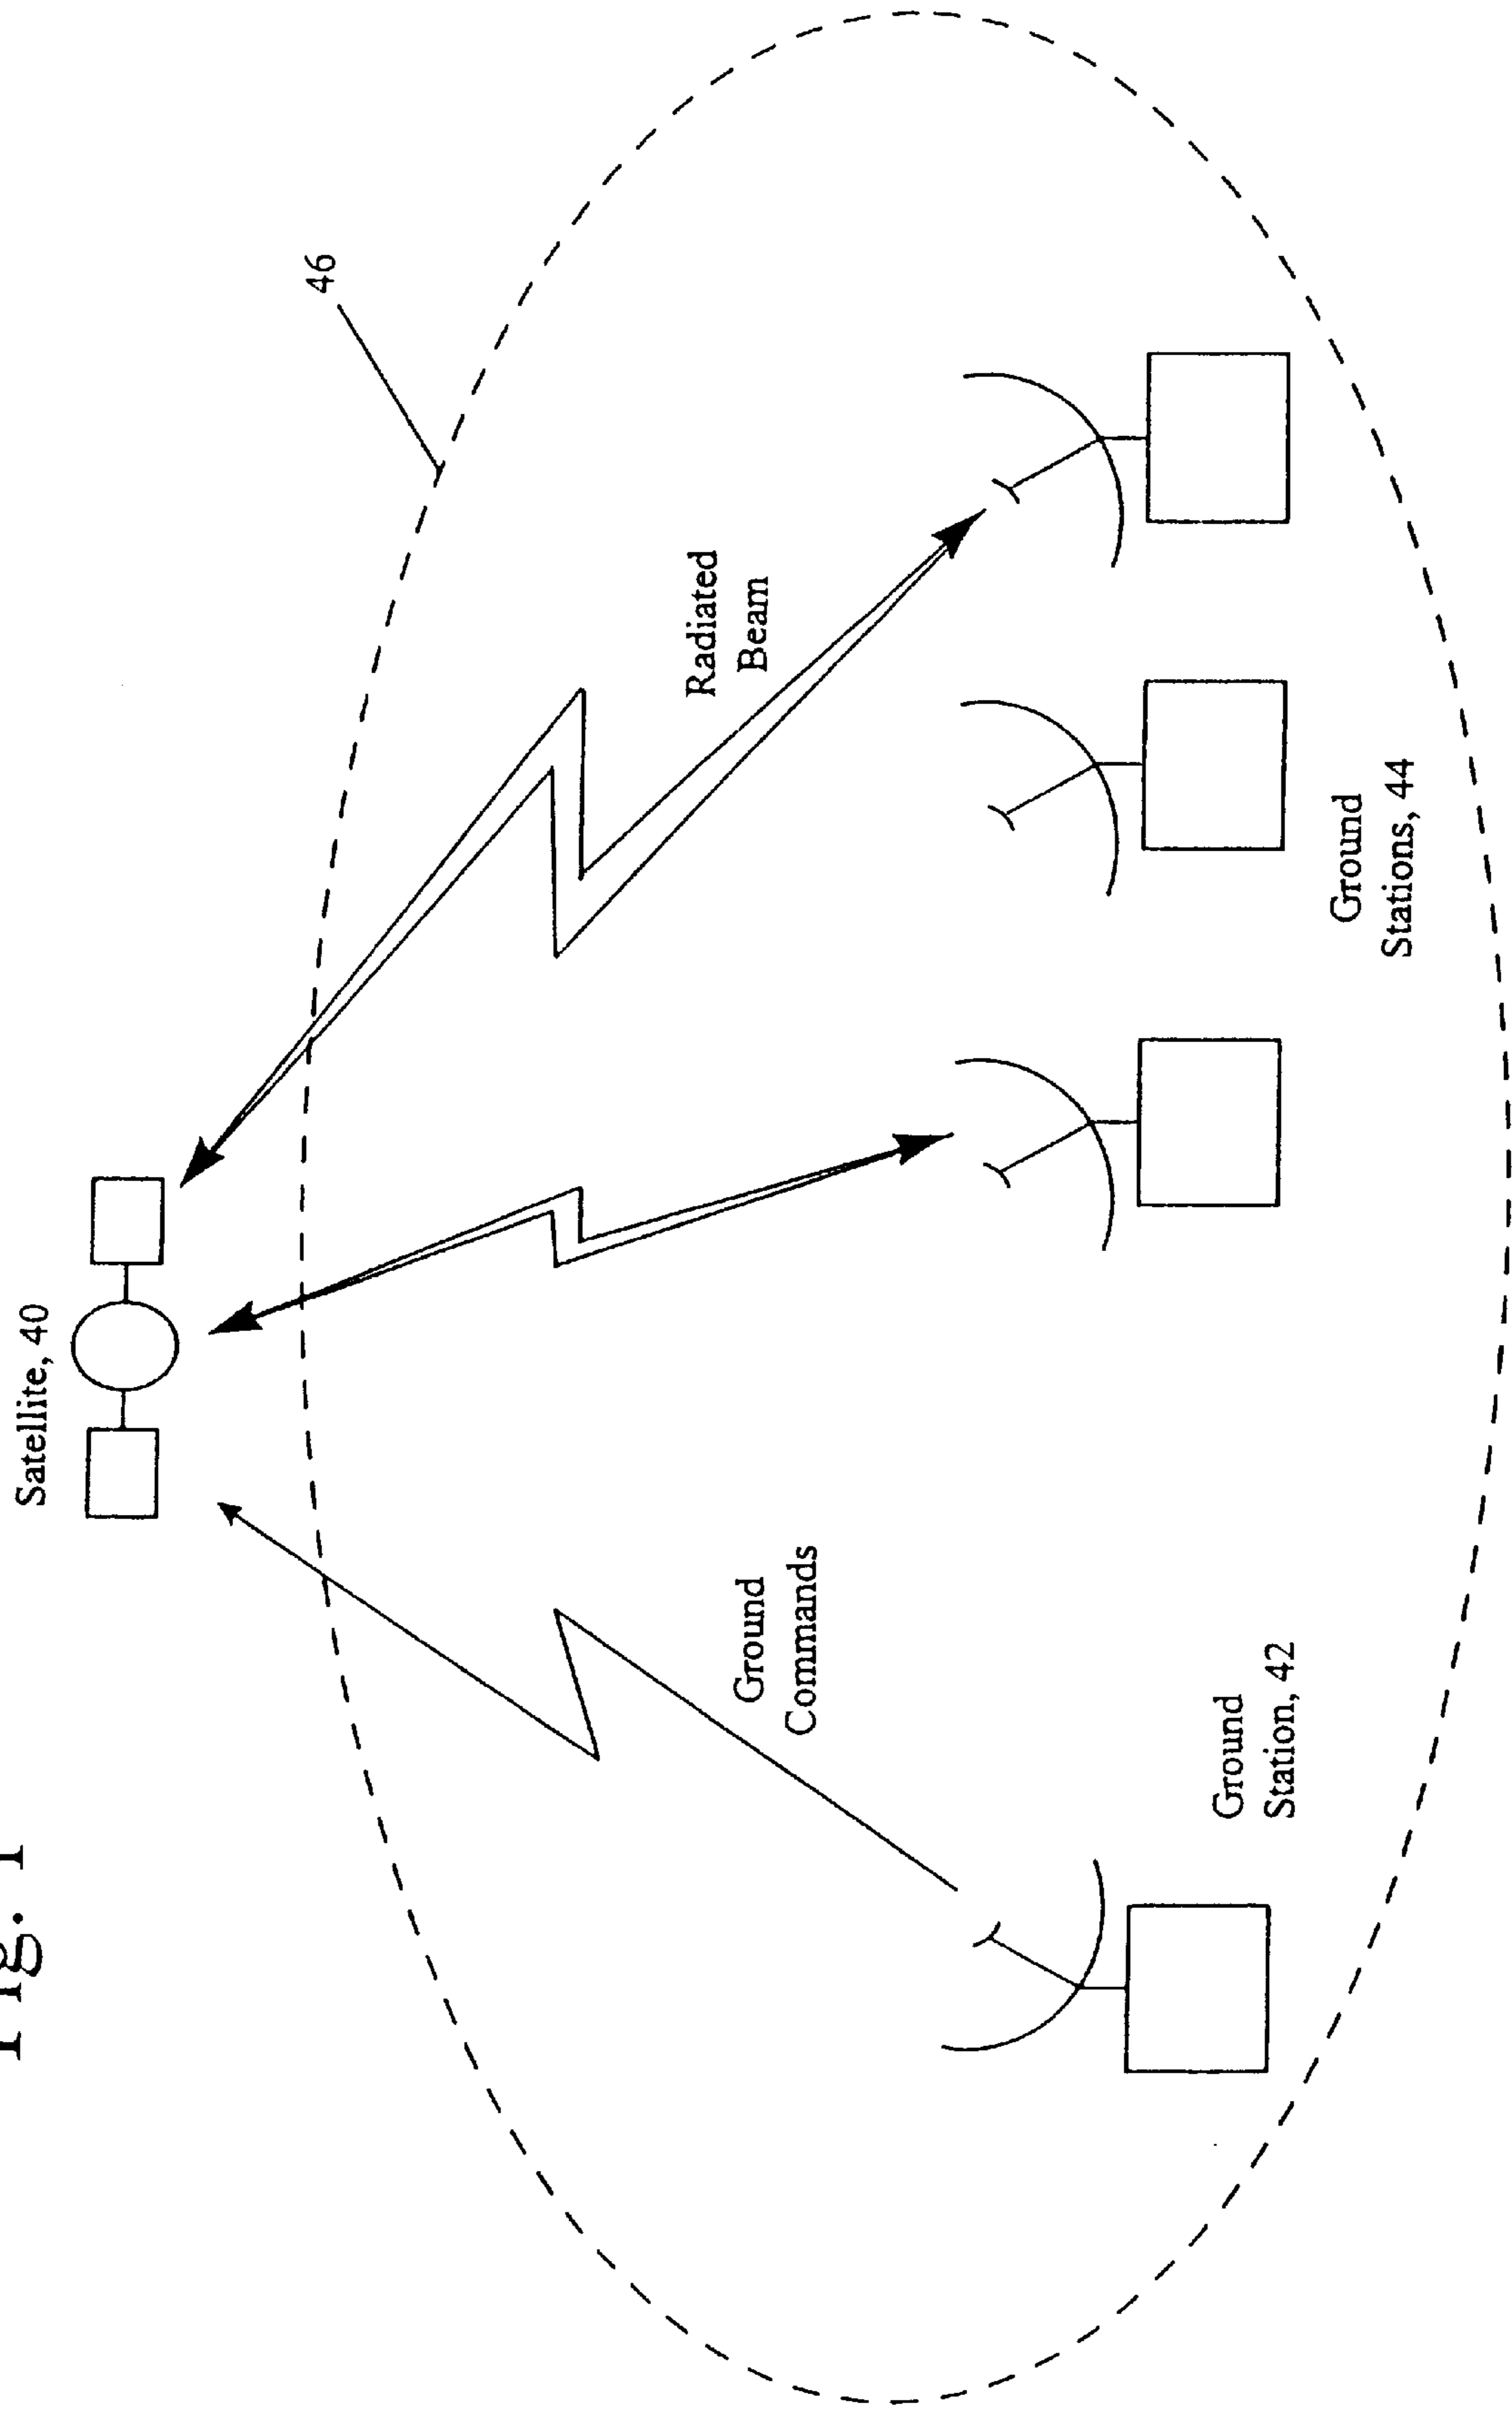 Fig. 1
Satellite, 40
46
Radiated
Beam
Ground
Commands
Ground
Station, 42
Ground
Stations, 44